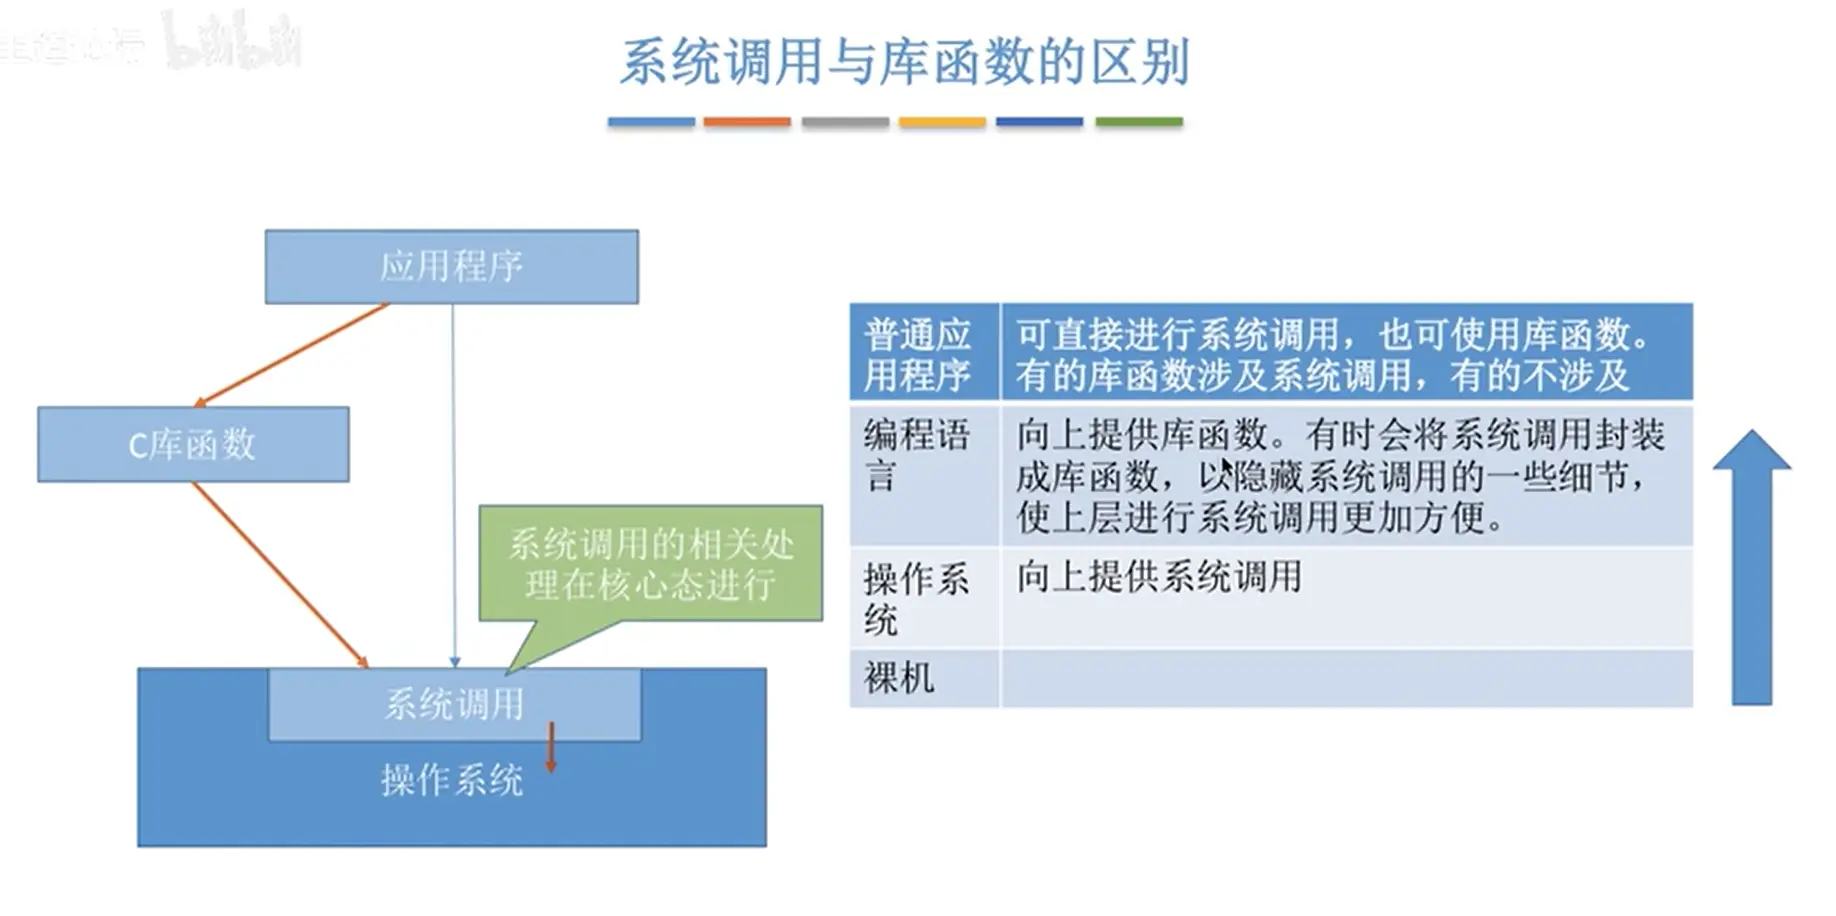 bilibili
系统调用与库函数的区别
应用程序
C库函数
系统调用的相关处
理在核心态进行
系统调用
操作系统
普通应
用程序
可直接进行系统调用，也可使用库函数。
有的库函数涉及系统调用，有的不涉及
编程语
言
向上提供库函数。有时会将系统调用封装
成库函数，以隐藏系统调用的一些细节，
使上层进行系统调用更加方便。
操作系
统
向上提供系统调用
裸机